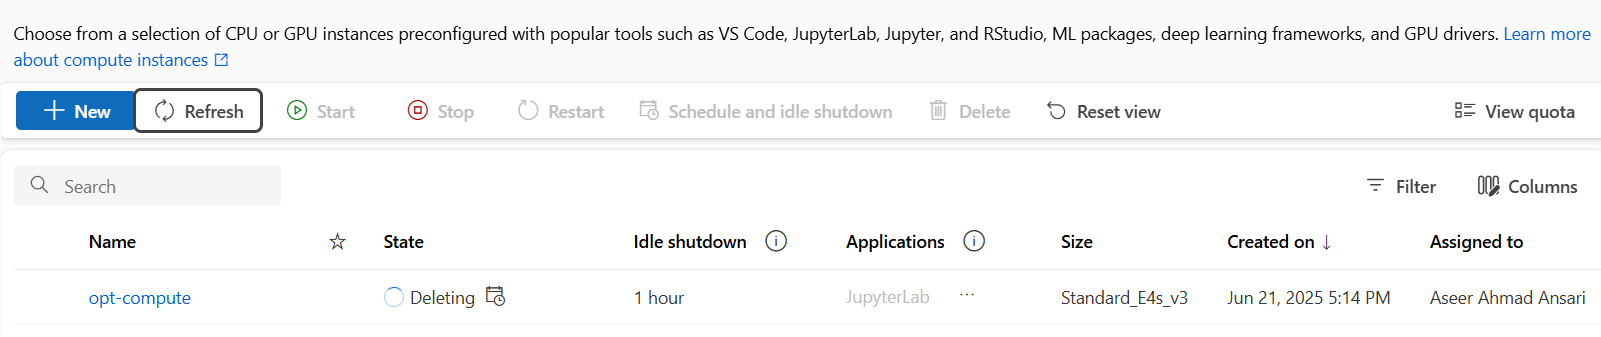 Choose from a selection of CPU or GPU instances preconfigured with popular tools such as VS Code, JupyterLab, Jupyter, and RStudio, ML packages, deep learning frameworks, and GPU drivers. Learn more
about compute instances
New Refresh Start Stop Restart Schedule and idle shutdown Delete Reset view View quota
Search Filter Columns
Name State Idle shutdown Applications Size Created on ↓ Assigned to
opt-compute Deleting 1 hour JupyterLab ... Standard_E4s_v3 Jun 21, 2025 5:14 PM Aseer Ahmad Ansari